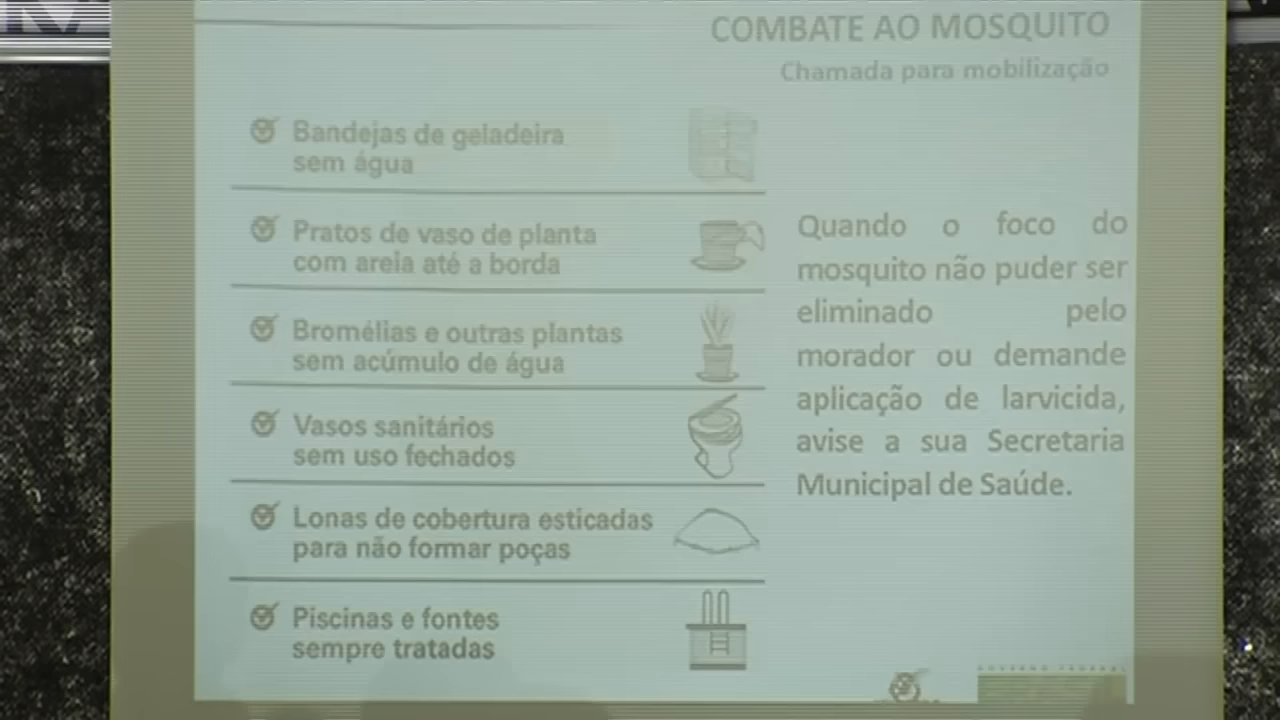 COMBATE AO MOSQUITO
Chamada para mobilização
Bandejas de geladeira
sem água
Pratos de vaso de planta
com areia até a borda
Bromélias e outras plantas
sem acúmulo de água
Vasos sanitários
sem uso fechados
Lonas de cobertura esticadas
para não formar poças
Piscinas e fontes
sempre tratadas
Quando o foco do
mosquito não puder ser
eliminado pelo
morador ou demande
aplicação de larvicida,
avise a sua Secretaria
Municipal de Saúde.